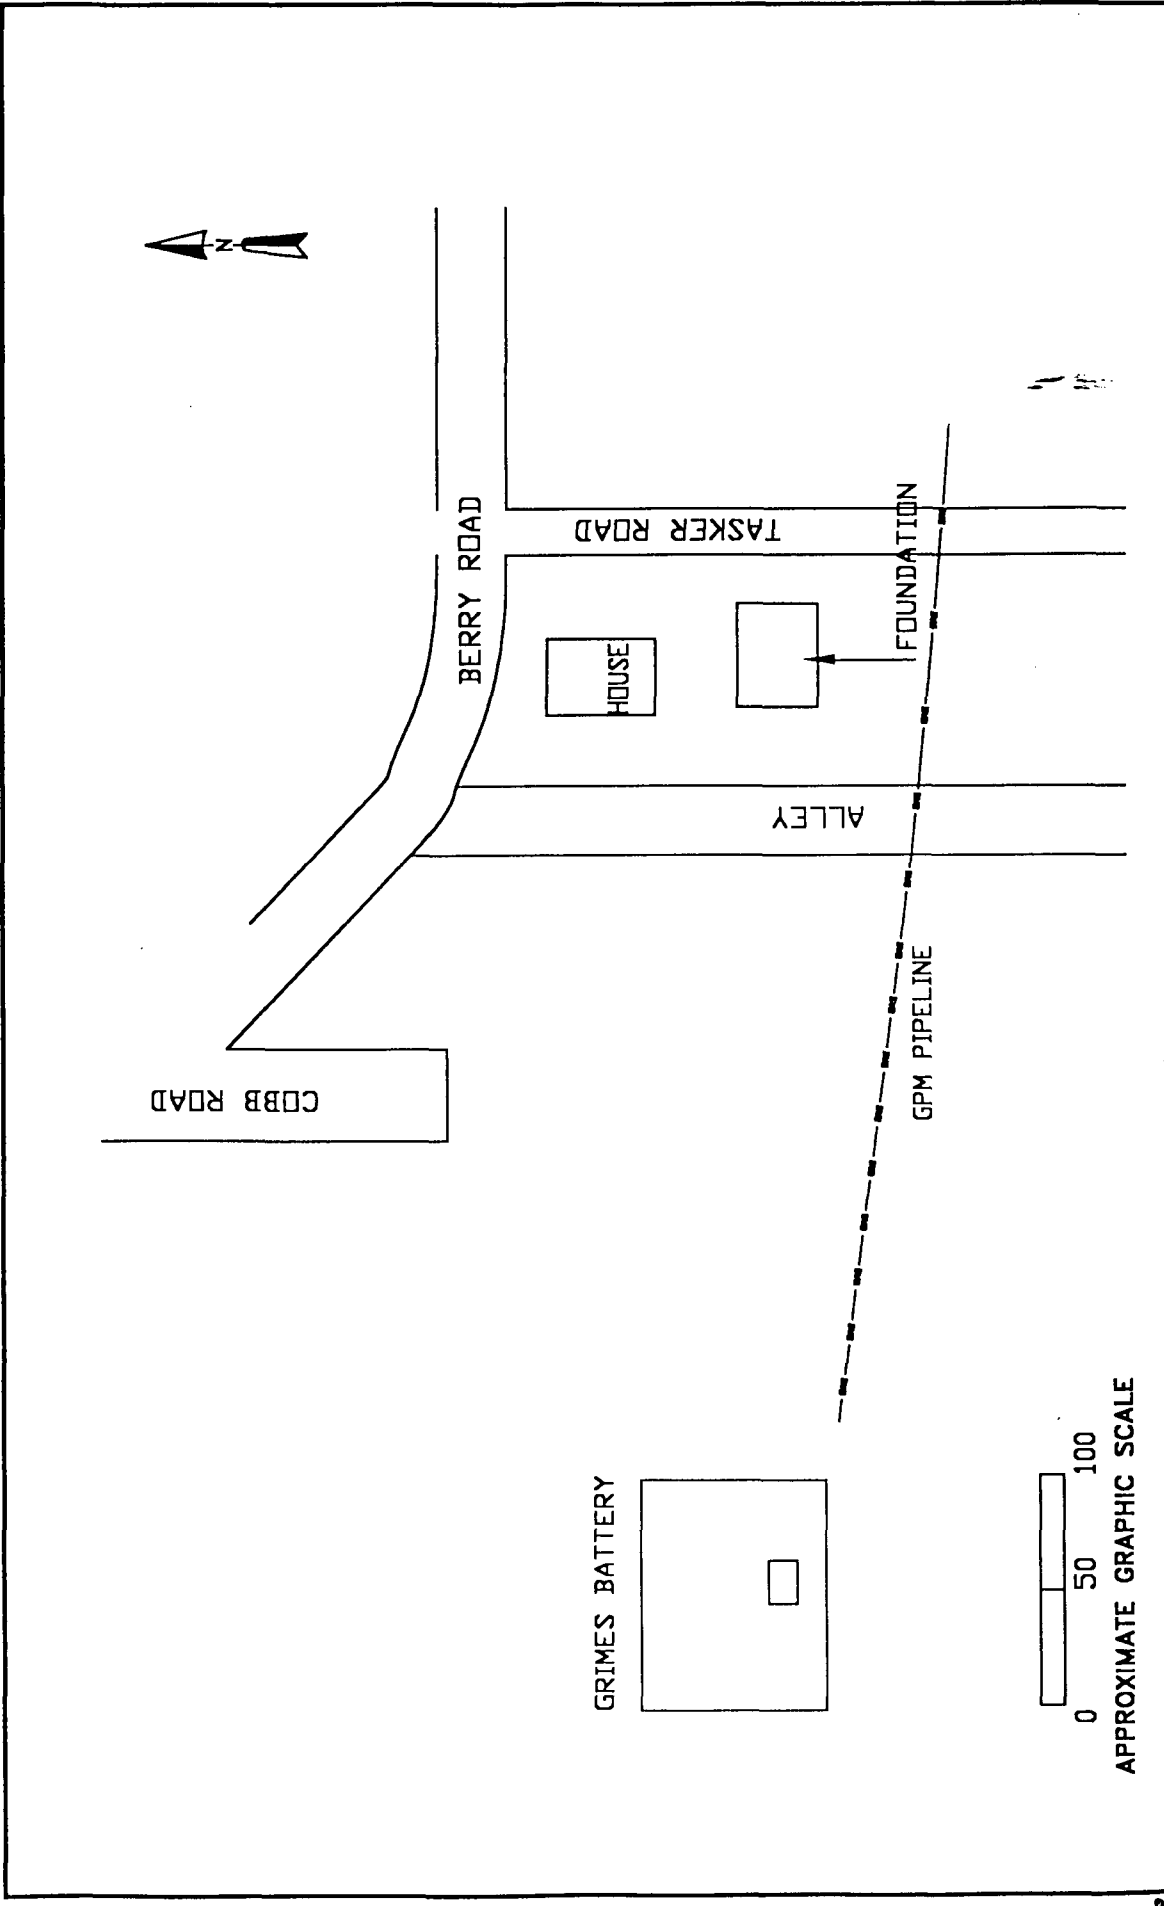 N
COBB ROAD
BERRY ROAD
TASKER ROAD
HOUSE
FOUNDATION
ALLEY
GPM PIPELINE
GRIMES BATTERY
0 50 100
APPROXIMATE GRAPHIC SCALE